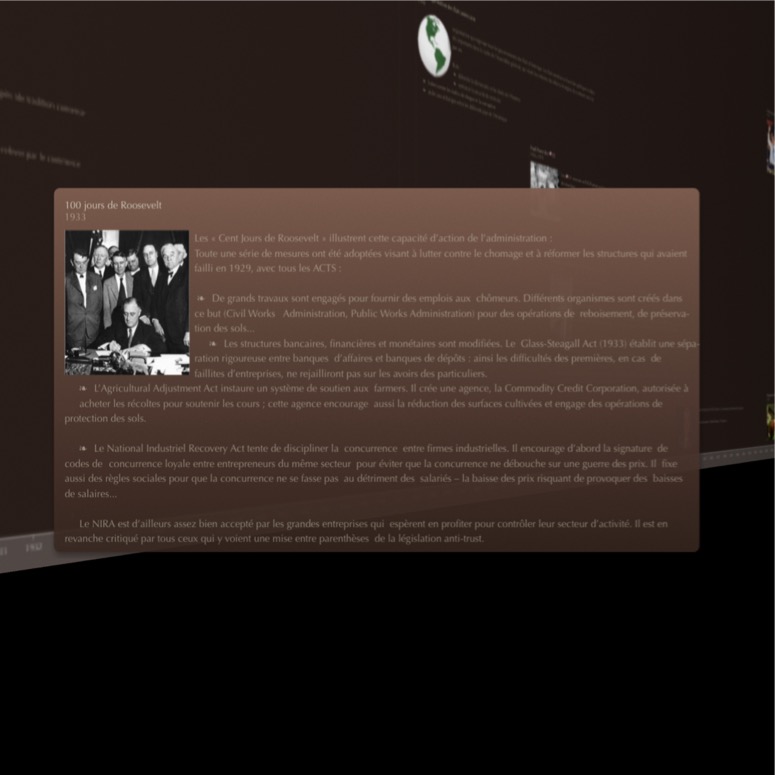 100 jours de Roosevelt
1933
Les « Cent Jours de Roosevelt » illustrent cette capacité d'action de l'administration :
Toute une série de mesures ont été adoptées visant à lutter contre le chomage et à réformer les structures qui avaient
failli en 1929, avec tous les ACTS :
❧ De grands travaux sont engagés pour fournir des emplois aux chômeurs. Différents organismes sont créés dans
ce but (Civil Works Administration, Public Works Administration) pour des opérations de reboisement, de préserva-
tion des sols...
❧ Les structures bancaires, financières et monétaires sont modifiées. Le Glass-Steagall Act (1933) établit une sépa-
ration rigoureuse entre banques d'affaires et banques de dépôts : ainsi les difficultés des premières, en cas de
faillites d'entreprises, ne rejailliront pas sur les avoirs des particuliers.
❧ L'Agricultural Adjustment Act instaure un système de soutien aux farmers. Il crée une agence, la Commodity Credit Corporation, autorisée à
acheter les récoltes pour soutenir les cours ; cette agence encourage aussi la réduction des surfaces cultivées et engage des opérations de
protection des sols.
❧ Le National Industriel Recovery Act tente de discipliner la concurrence entre firmes industrielles. Il encourage d'abord la signature de
codes de concurrence loyale entre entrepreneurs du même secteur pour éviter que la concurrence ne débouche sur une guerre des prix. Il fixe
aussi des règles sociales pour que la concurrence ne se fasse pas au détriment des salariés – la baisse des prix risquant de provoquer des baisses
de salaires...
Le NIRA est d'ailleurs assez bien accepté par les grandes entreprises qui espèrent en profiter pour contrôler leur secteur d'activité. Il est en
revanche critiqué par tous ceux qui y voient une mise entre parenthèses de la législation anti-trust.
1932